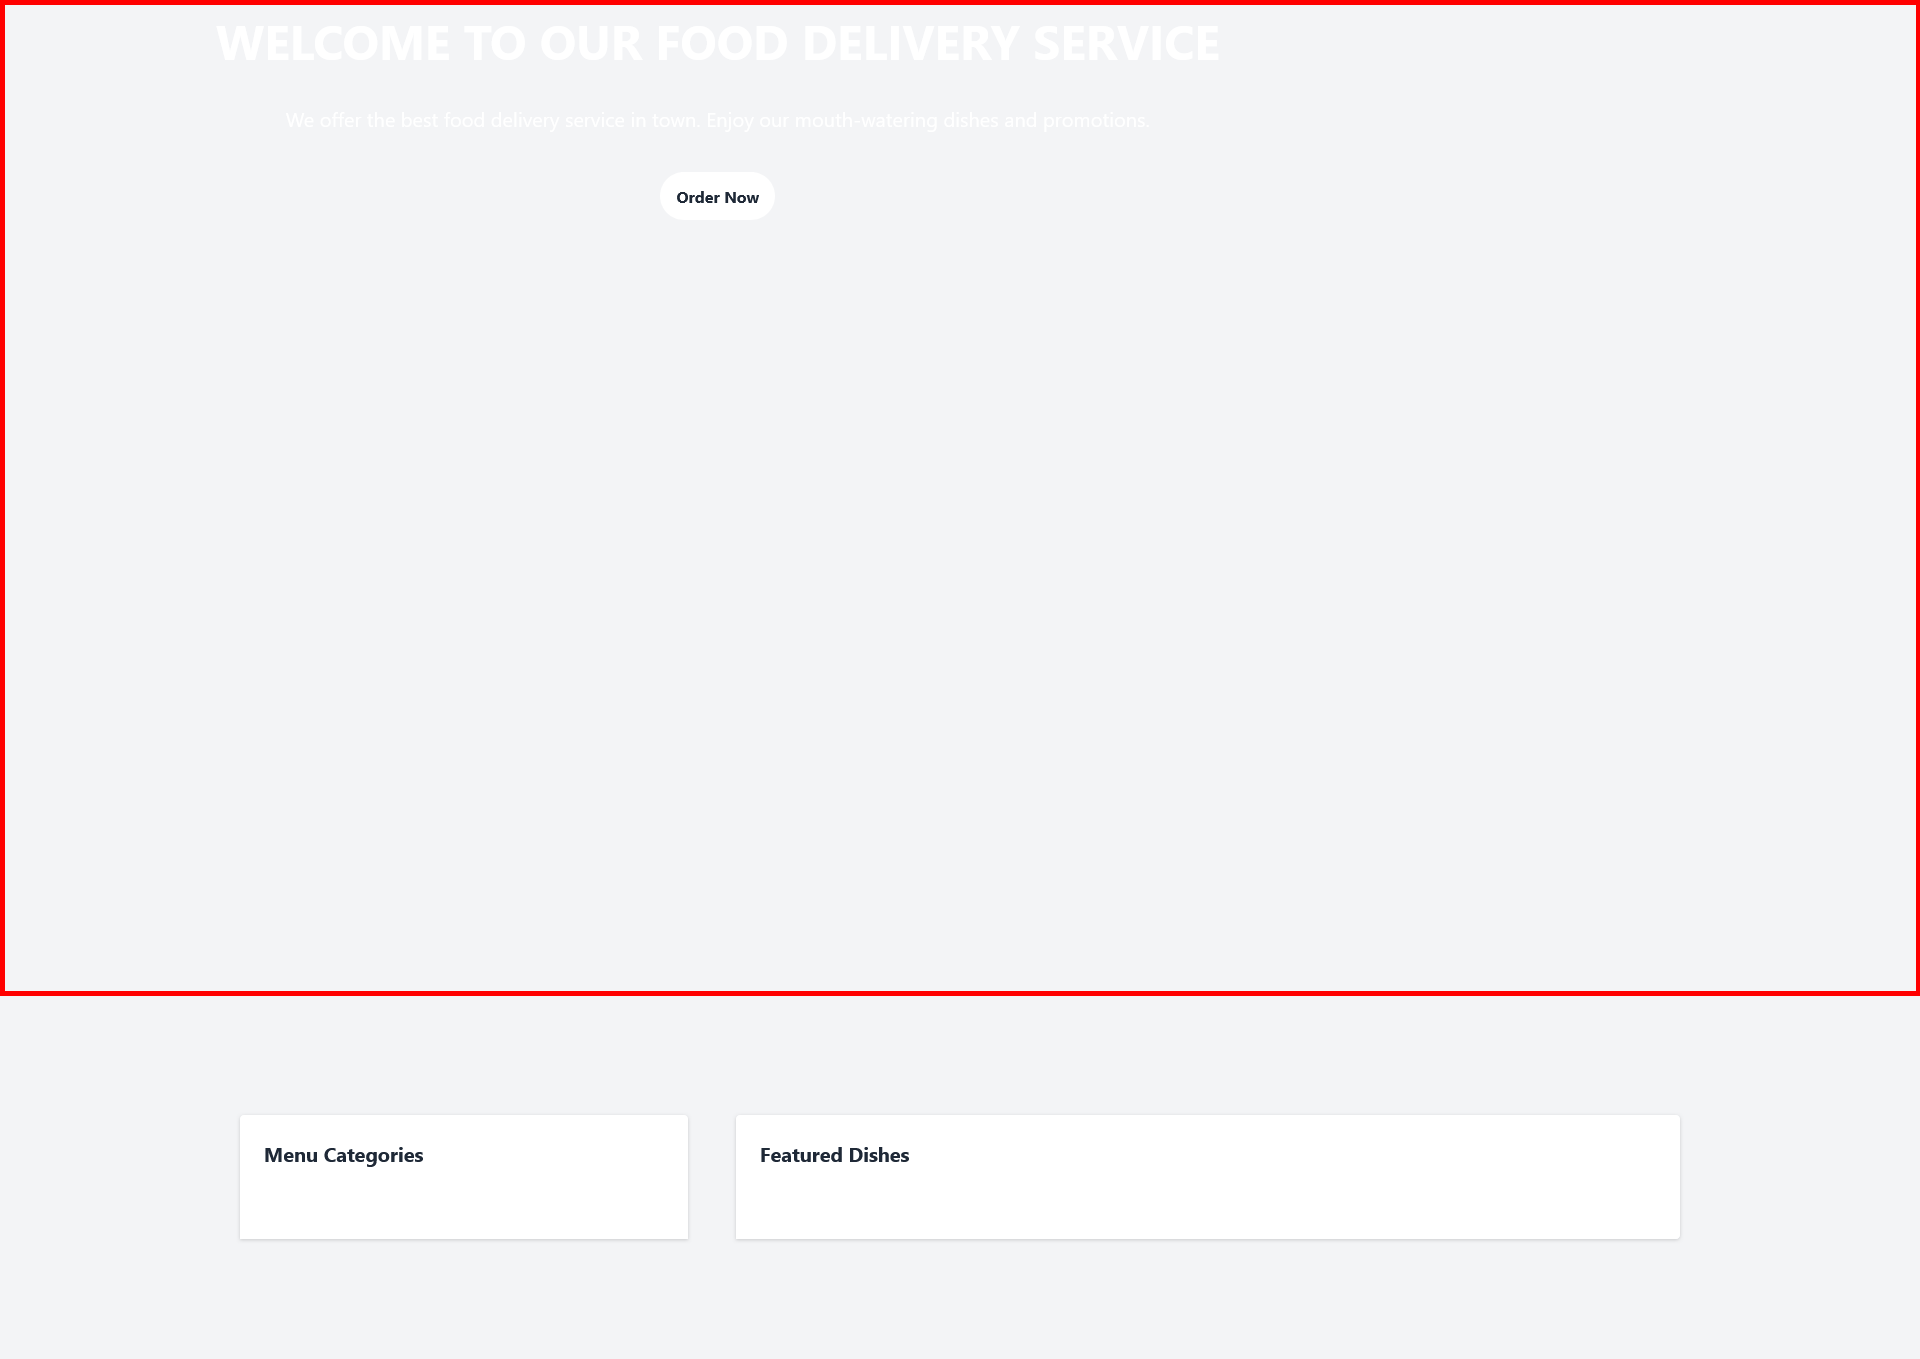 WELCOME TO OUR FOOD DELIVERY SERVICE
We offer the best food delivery service in town. Enjoy our mouth-watering dishes and promotions.
Order Now
Menu Categories
Featured Dishes